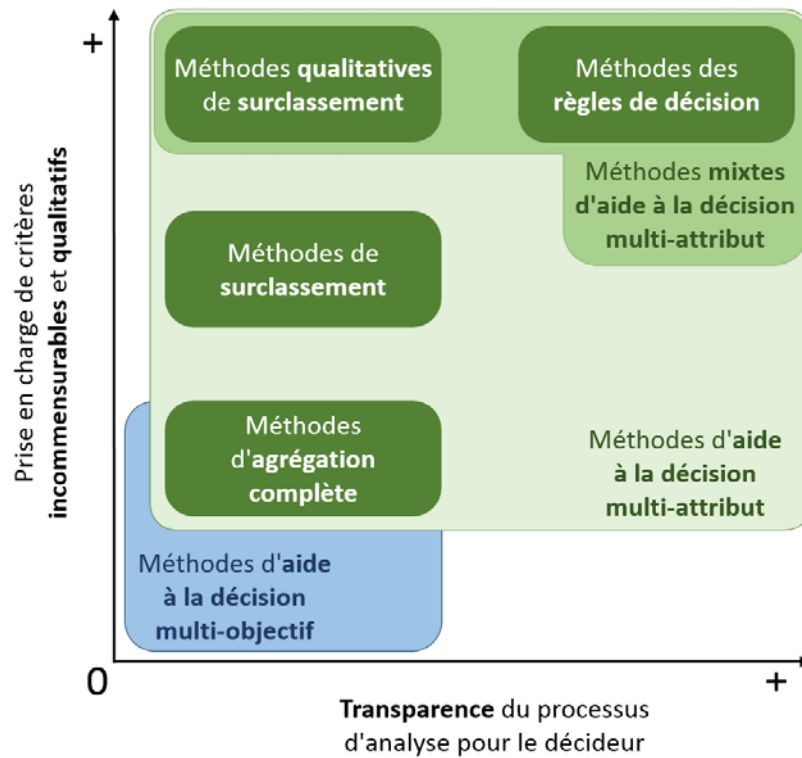 +
Méthodes qualitatives
de surclassement
Méthodes des
règles de décision
Méthodes mixtes
d'aide à la décision
multi-attribut
Méthodes de
surclassement
Prise en charge de critères
incommensurables et qualitatifs
Méthodes
d'agrégation
complète
Méthodes d'aide
à la décision
multi-attribut
Méthodes d'aide
à la décision
multi-objectif
0
+
Transparence du processus
d'analyse pour le décideur